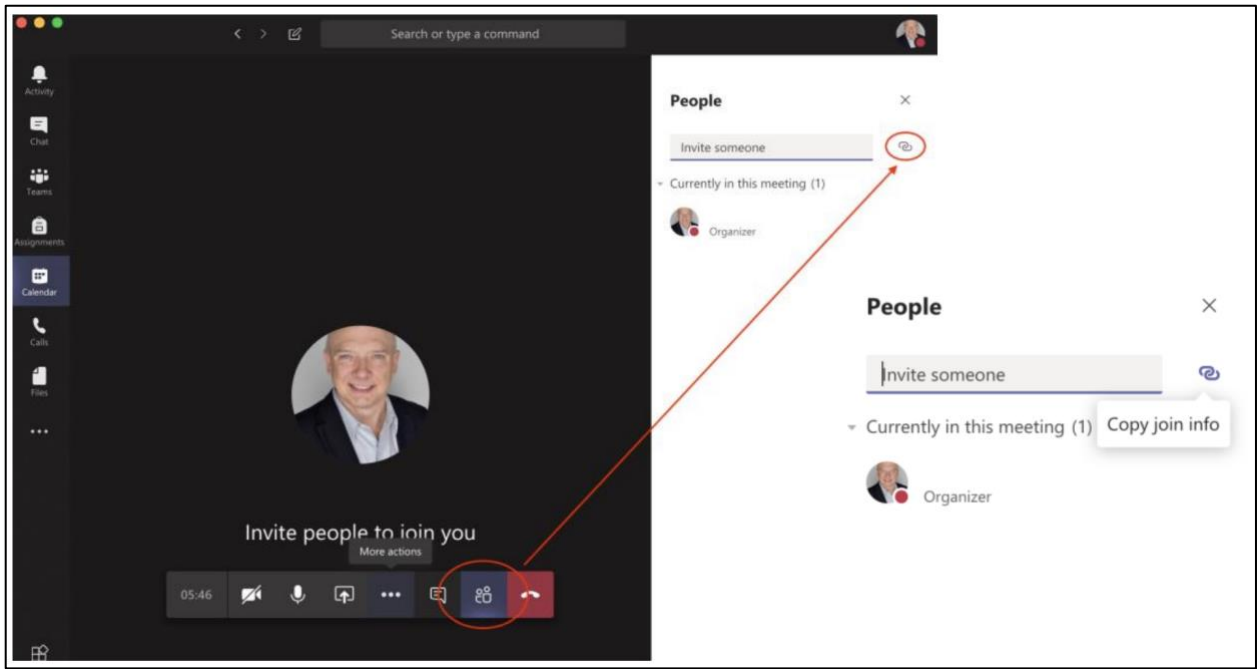 Search or type a command
Activity
Chat
Teams
Assignments
Calendar
Calls
Files
Invite people to join you
More actions
05:46
People
Invite someone
Currently in this meeting (1)
Organizer
People
Invite someone
Currently in this meeting (1)
Copy join info
Organizer